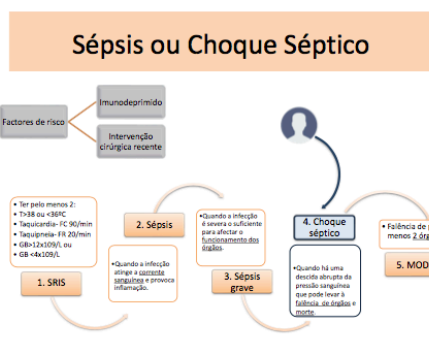 Sépsis ou Choque Séptico
Factores de risco
Imunodeprimido
Intervenção
cirúrgica recente
• Ter pelo menos 2:
• T>38 ou <36ºC
• Taquicardia- FC 90/min
• Taquipneia- FR 20/min
• GB>12x109/L ou
• GB <4x109/L
1. SRIS
2. Sépsis
•Quando a infecção
atinge a corrente
sanguínea e provoca
inflamação.
•Quando a infecção
é severa o suficiente
para afectar o
funcionamento dos
órgãos.
3. Sépsis
grave
4. Choque
séptico
•Quando há uma
descida abrupta da
pressão sanguínea
que pode levar à
falência de órgãos e
morte.
• Falência de
menos 2
5. MOD